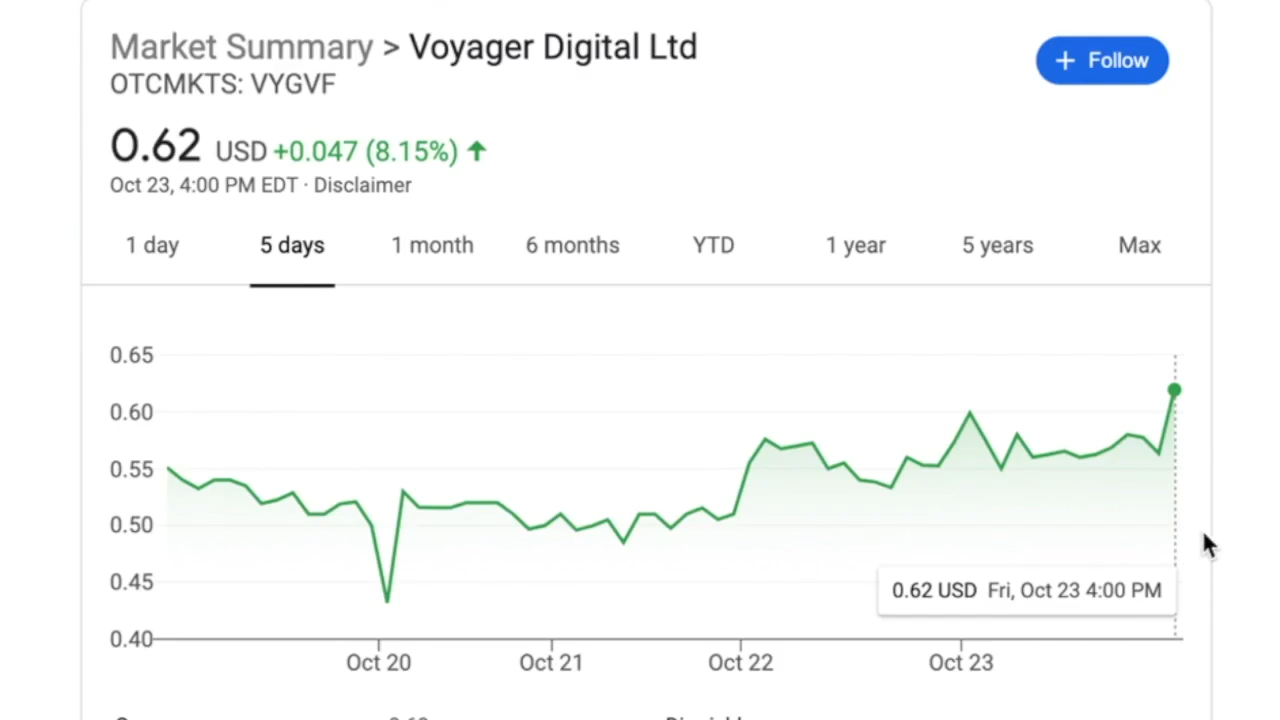 Market Summary > Voyager Digital Ltd
OTCMKTS: VYGVF
+ Follow
0.62 USD +0.047 (8.15%) ↑
Oct 23, 4:00 PM EDT · Disclaimer
1 day 5 days 1 month 6 months YTD 1 year 5 years Max
0.65
0.60
0.55
0.50
0.45
0.40
0.62 USD Fri, Oct 23 4:00 PM
Oct 20 Oct 21 Oct 22 Oct 23